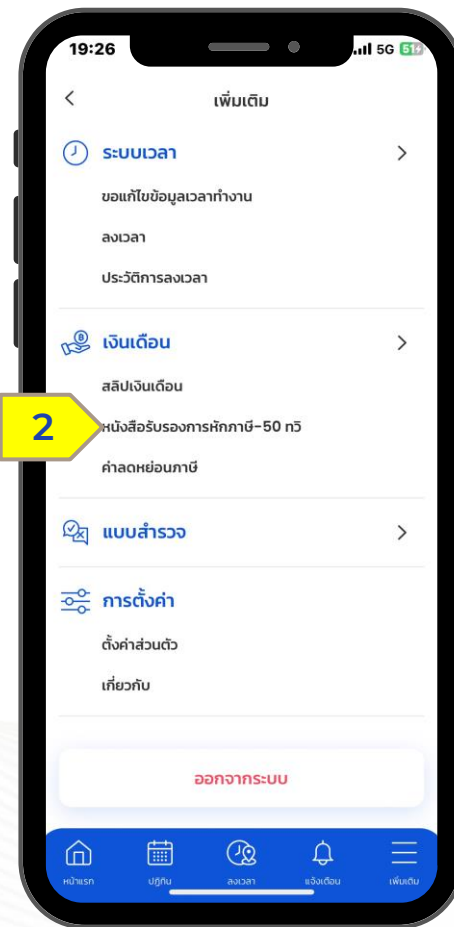 19:26 5G 51
เพิ่มเติม
ระบบเวลา
ขอแก้ไขข้อมูลเวลาทำงาน
ลงเวลา
ประวัติการลงเวลา
เงินเดือน
สลิปเงินเดือน
2 หนังสือรับรองการหักภาษี-50 ทวิ
ค่าลดหย่อนภาษี
แบบสำรวจ
การตั้งค่า
ตั้งค่าส่วนตัว
เกี่ยวกับ
ออกจากระบบ
หน้าแรก ปฏิทิน ลงเวลา แจ้งเตือน เพิ่มเติม